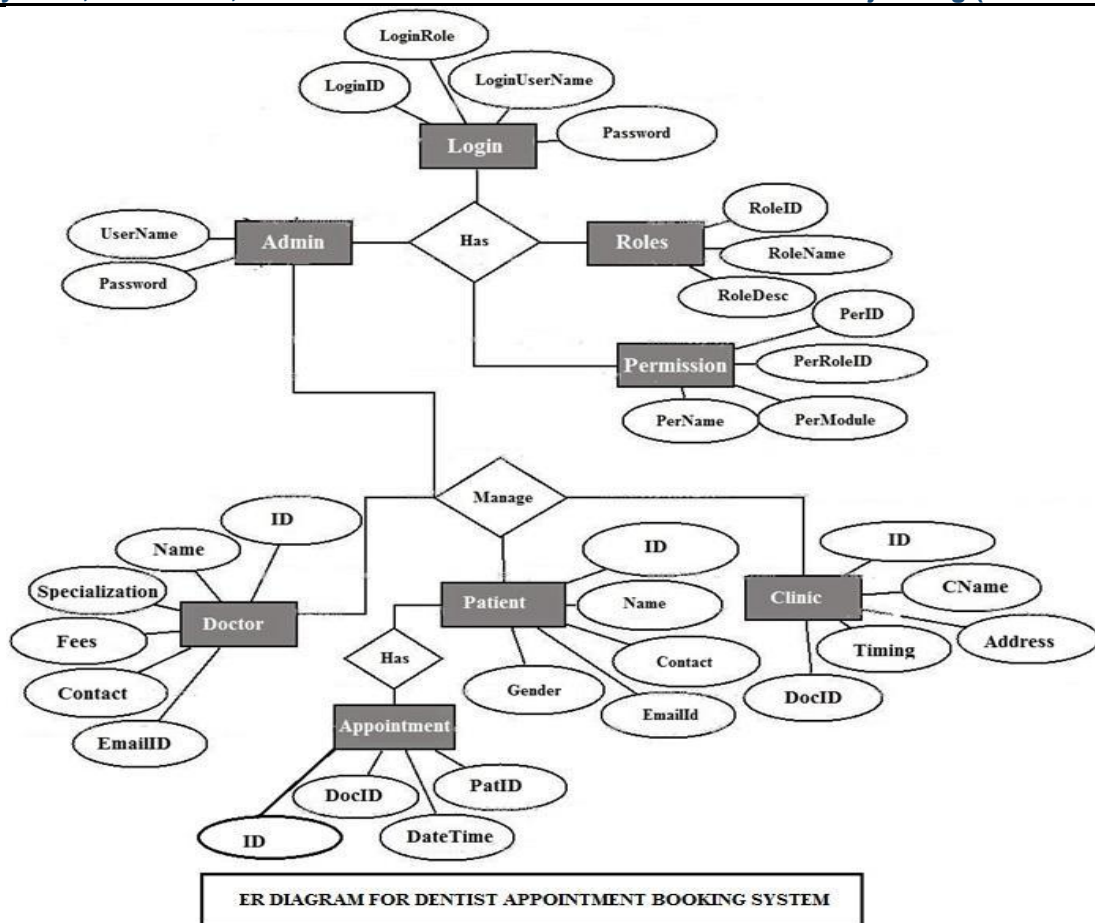 LoginRole
LoginID
LoginUserName
Password
Login
UserName
Password
Admin
Has
Roles
RoleID
RoleName
RoleDesc
Permission
PerID
PerRoleID
PerName
PerModule
Manage
ID
Name
Specialization
Fees
Contact
EmailID
Doctor
Patient
ID
Name
Contact
EmailId
Gender
Clinic
ID
CName
Address
Timing
DocID
Has
Appointment
ID
DocID
DateTime
PatID
ER DIAGRAM FOR DENTIST APPOINTMENT BOOKING SYSTEM